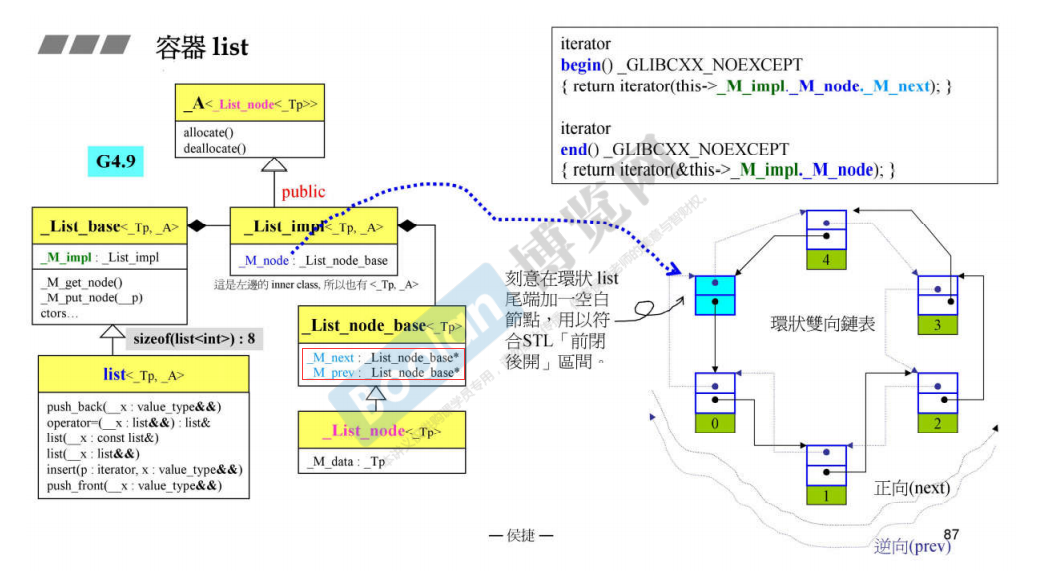 容器 list
iterator
begin() _GLIBCXX_NOEXCEPT
{ return iterator(this->_M_impl._M_node._M_next); }
iterator
end() _GLIBCXX_NOEXCEPT
{ return iterator(&this->_M_impl._M_node); }
_A<_List_node<_Tp>>
allocate()
deallocate()
G4.9
public
_List_base<_Tp, _A>
_M_impl : _List_impl
_M_get_node()
_M_put_node(__p)
ctors…
_List_impl<_Tp, _A>
_M_node : _List_node_base
這是左邊的 inner class, 所以也有 <_Tp, _A>
sizeof(list<int>) : 8
list<_Tp, _A>
push_back(__x : value_type&&)
operator=(__x : list&&) : list&
list(__x : const list&)
list(__x : list&&)
insert(p : iterator, x : value_type&&)
push_front(__x : value_type&&)
_List_node_base<_Tp>
_M_next : _List_node_base*
_M_prev : _List_node_base*
_List_node<_Tp>
_M_data : _Tp
刻意在環狀 list
尾端加一空白
節點，用以符
合STL「前閉
後開」區間。
環狀雙向鏈表
4
3
0
2
1
正向(next)
逆向(prev)
— 侯捷 —
87
博览网